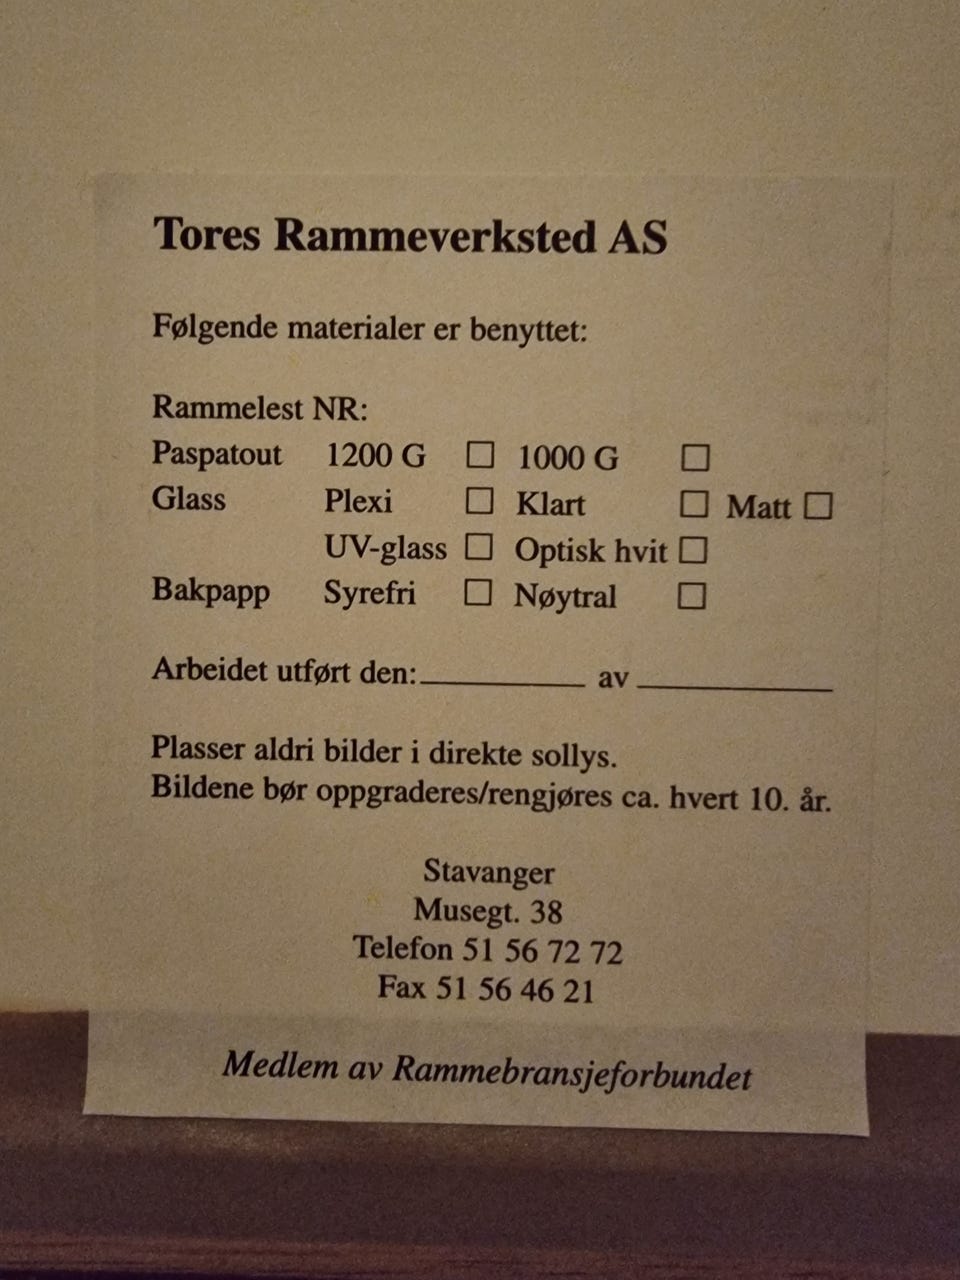 Tores Rammeverksted AS
Følgende materialer er benyttet:
Rammelest NR:
Paspatout 1200 G ☐ 1000 G ☐
Glass Plexi ☐ Klart ☐ Matt ☐
UV-glass ☐ Optisk hvit ☐
Bakpapp Syrefri ☐ Nøytral ☐
Arbeidet utført den:__________ av ____________
Plasser aldri bilder i direkte sollys.
Bildene bør oppgraderes/rengjøres ca. hvert 10. år.
Stavanger
Musegt. 38
Telefon 51 56 72 72
Fax 51 56 46 21
Medlem av Rammebransjeforbundet